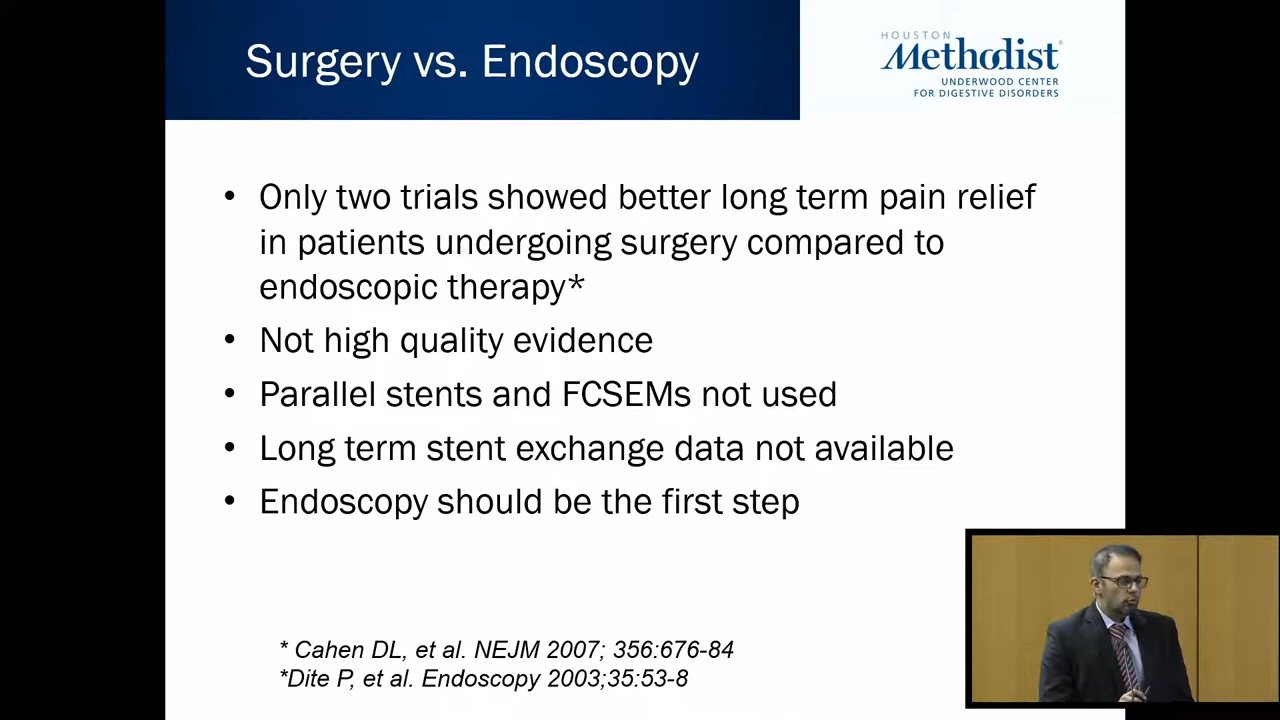 Surgery vs. Endoscopy
HOUSTON
Methodist®
UNDERWOOD CENTER
FOR DIGESTIVE DISORDERS
• Only two trials showed better long term pain relief
in patients undergoing surgery compared to
endoscopic therapy*
• Not high quality evidence
• Parallel stents and FCSEMs not used
• Long term stent exchange data not available
• Endoscopy should be the first step
* Cahen DL, et al. NEJM 2007; 356:676-84
*Dite P, et al. Endoscopy 2003;35:53-8